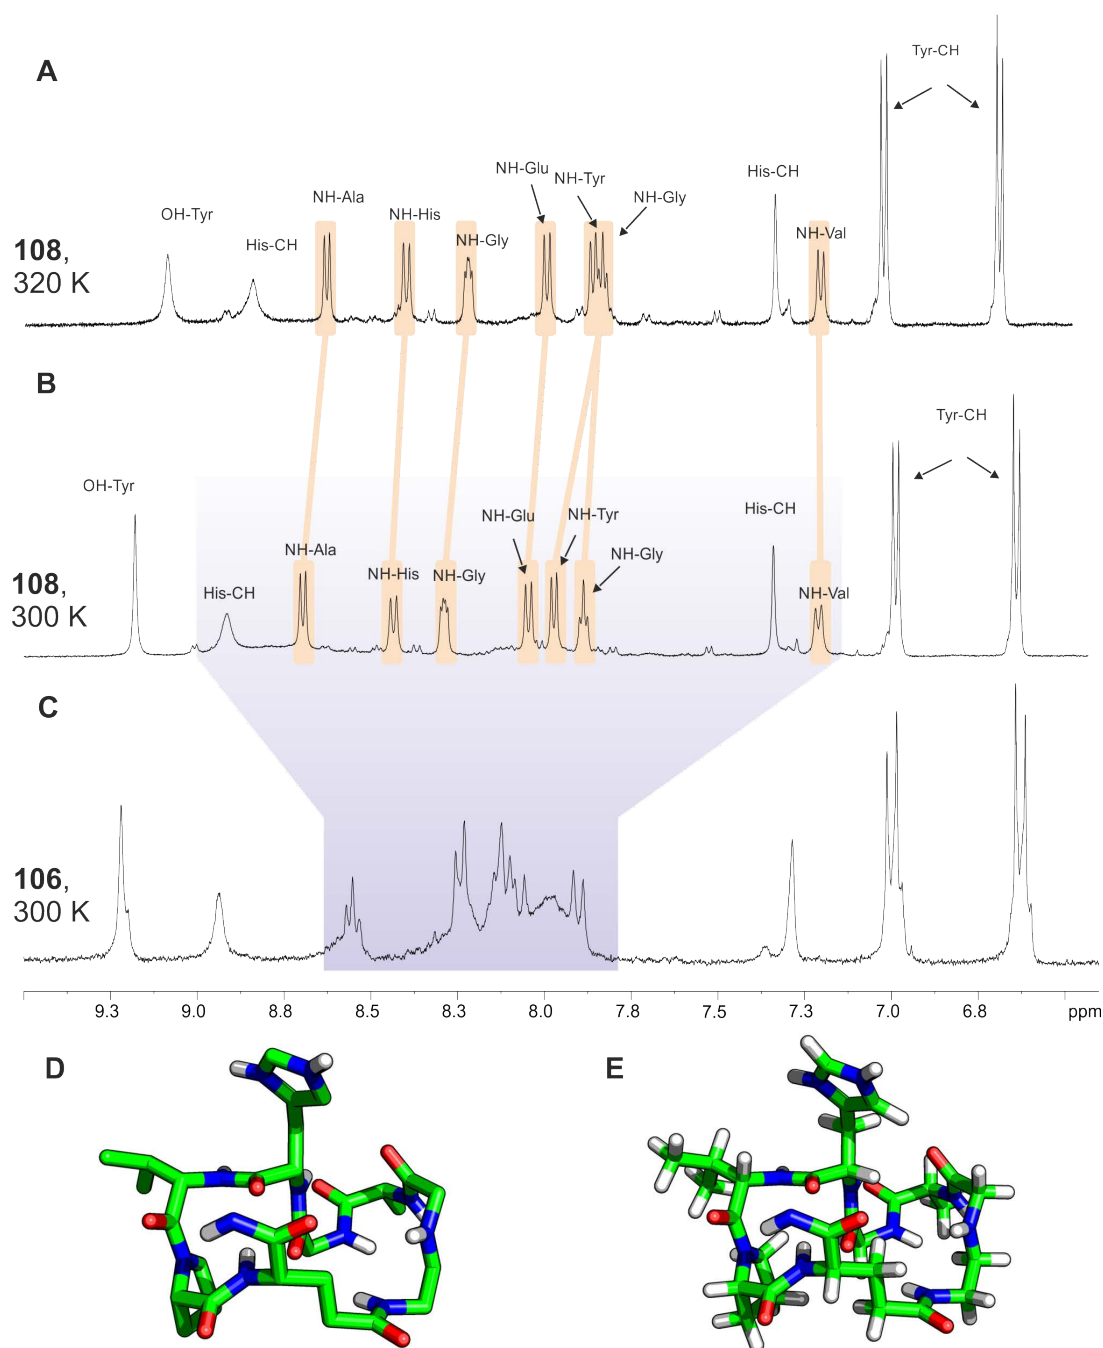 A
Tyr-CH
NH-Glu
NH-Tyr
His-CH
NH-Ala
NH-Gly
NH-His
OH-Tyr
NH-Val
His-CH
NH-Gly
108,
320 K
B
Tyr-CH
OH-Tyr
NH-Glu
NH-Tyr
His-CH
NH-Ala
NH-Gly
NH-His
NH-Gly
His-CH
NH-Val
108,
300 K
C
106,
300 K
9.3 9.0 8.8 8.5 8.3 8.0 7.8 7.5 7.3 7.0 6.8 ppm
D
E